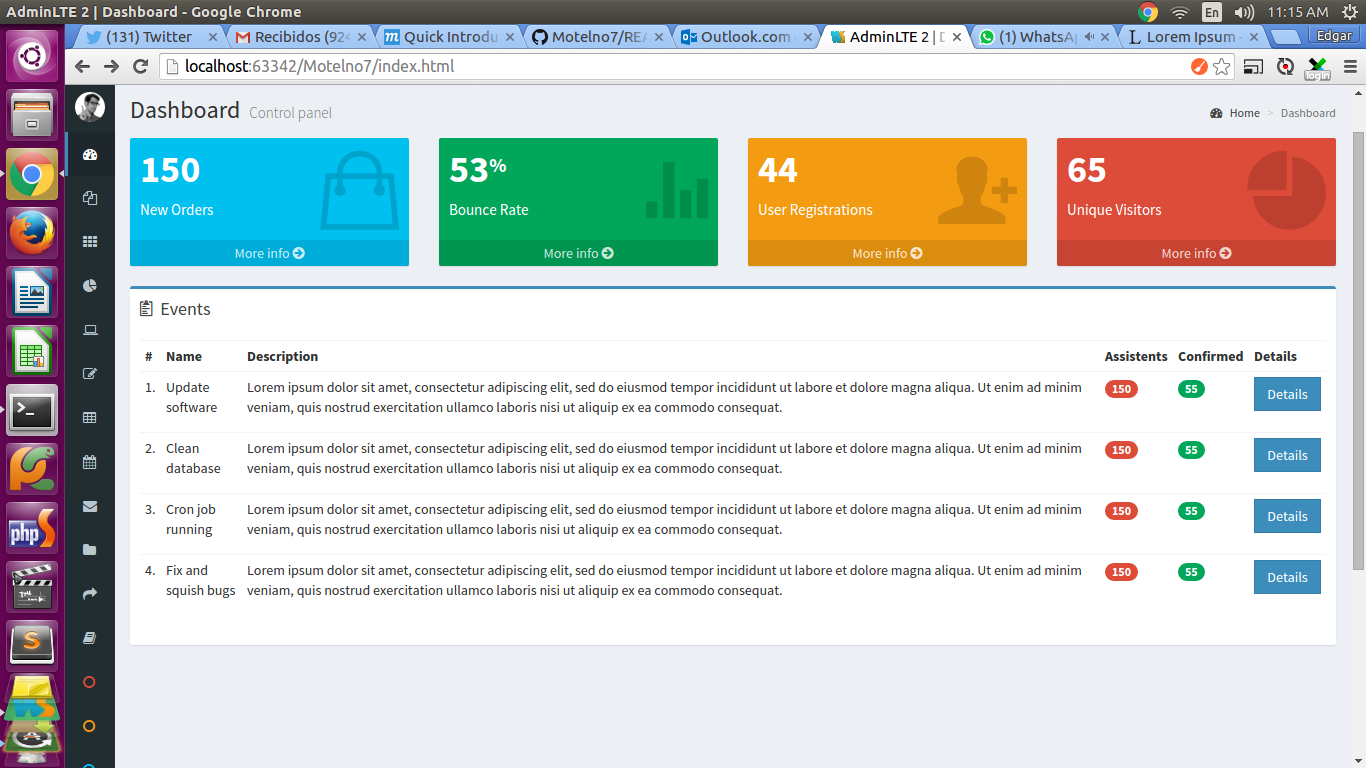 AdminLTE 2 | Dashboard - Google Chrome
En
11:15 AM
(131) Twitter
Recibidos (924
Quick Introdu
Motelno7/REA
Outlook.com -
AdminLTE 2 | D
(1) WhatsAp
Lorem Ipsum -
Edgar
localhost:63342/Motelno7/index.html
login
Dashboard Control panel
Home > Dashboard
150
New Orders
More info
53%
Bounce Rate
More info
44
User Registrations
More info
65
Unique Visitors
More info
Events
# Name Description Assistents Confirmed Details
1. Update software
Lorem ipsum dolor sit amet, consectetur adipiscing elit, sed do eiusmod tempor incididunt ut labore et dolore magna aliqua. Ut enim ad minim
veniam, quis nostrud exercitation ullamco laboris nisi ut aliquip ex ea commodo consequat.
150 55 Details
2. Clean database
Lorem ipsum dolor sit amet, consectetur adipiscing elit, sed do eiusmod tempor incididunt ut labore et dolore magna aliqua. Ut enim ad minim
veniam, quis nostrud exercitation ullamco laboris nisi ut aliquip ex ea commodo consequat.
150 55 Details
3. Cron job running
Lorem ipsum dolor sit amet, consectetur adipiscing elit, sed do eiusmod tempor incididunt ut labore et dolore magna aliqua. Ut enim ad minim
veniam, quis nostrud exercitation ullamco laboris nisi ut aliquip ex ea commodo consequat.
150 55 Details
4. Fix and squish bugs
Lorem ipsum dolor sit amet, consectetur adipiscing elit, sed do eiusmod tempor incididunt ut labore et dolore magna aliqua. Ut enim ad minim
veniam, quis nostrud exercitation ullamco laboris nisi ut aliquip ex ea commodo consequat.
150 55 Details
php S
S
WS